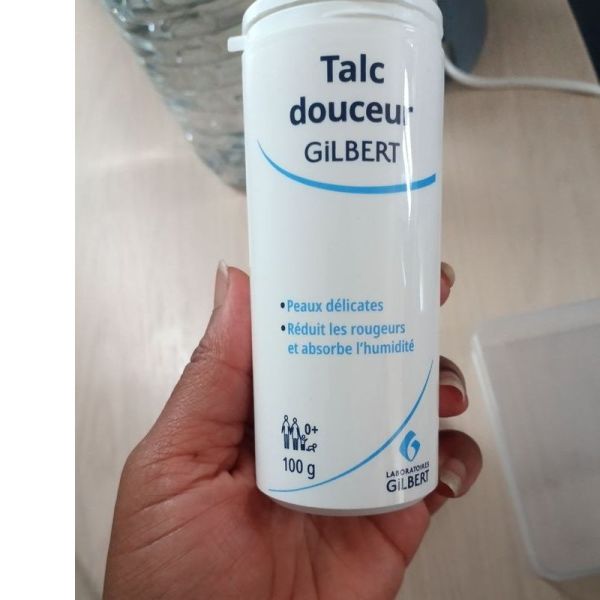 Talc
douceur
GiLBERT
•Peaux délicates
•Réduit les rougeurs
et absorbe l'humidité
0+
100 g
LABORATOIRES
GiLBERT